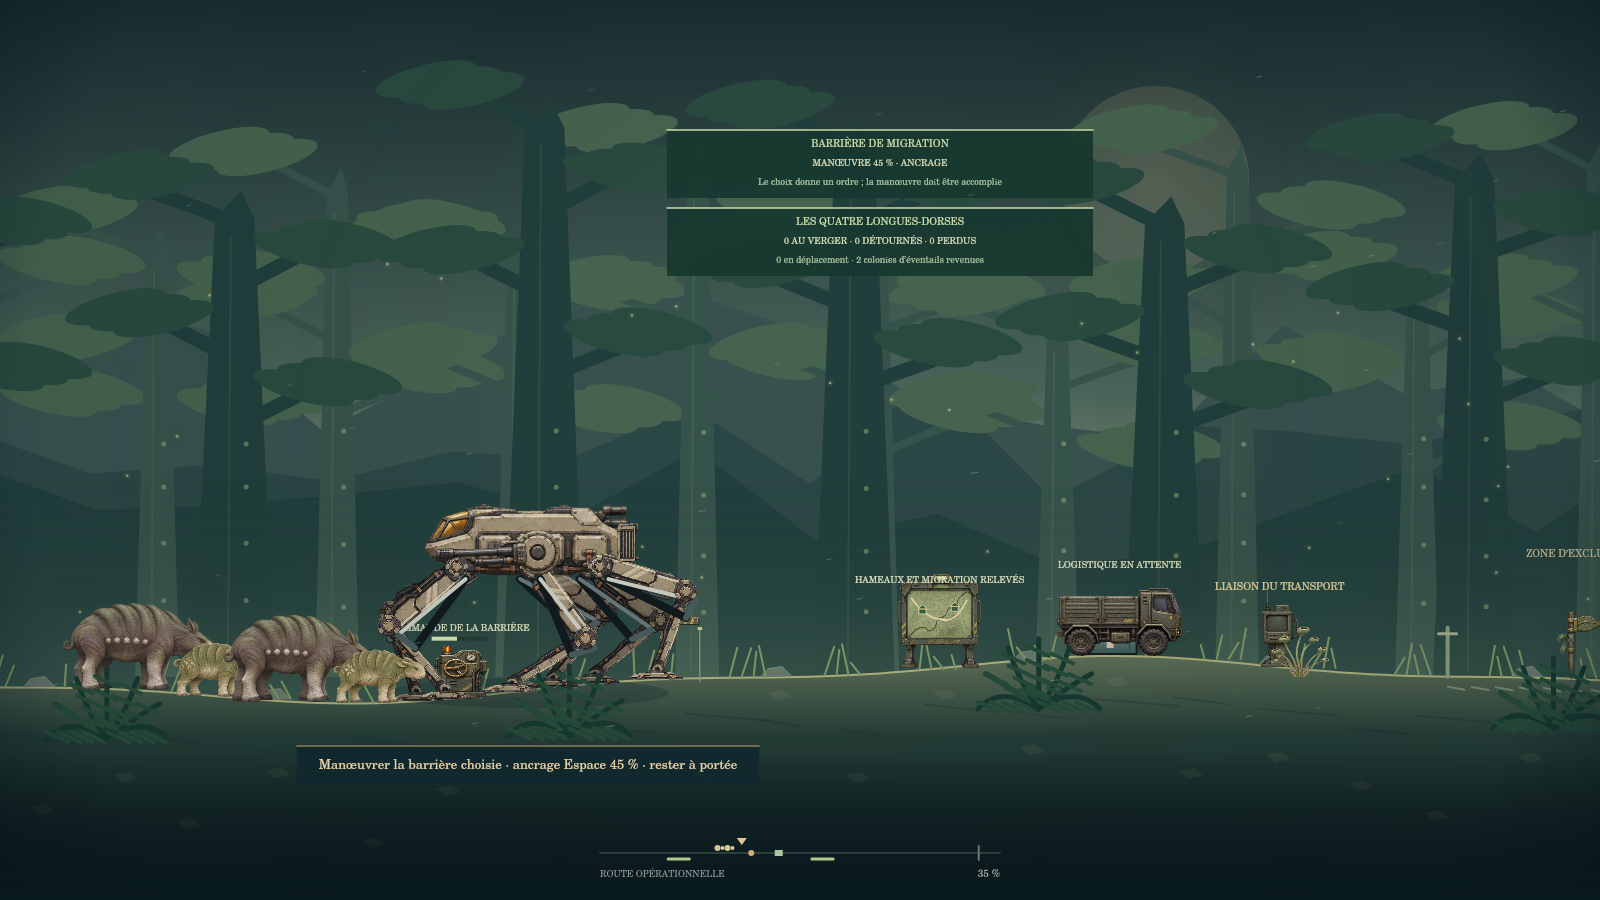 BARRIÈRE DE MIGRATION
MANŒUVRE 45 % · ANCRAGE
Le choix donne un ordre ; la manœuvre doit être accomplie
LES QUATRE LONGUES-DORSES
0 AU VERGER · 0 DÉTOURNÉS · 0 PERDUS
0 en déplacement · 2 colonies d'éventails revenues
ZONE D'EXCLU
LOGISTIQUE EN ATTENTE
HAMEAUX ET MIGRATION RELEVÉS
LIAISON DU TRANSPORT
DE DE LA BARRIÈRE
Manœuvrer la barrière choisie · ancrage Espace 45 % · rester à portée
ROUTE OPÉRATIONNELLE
35 %